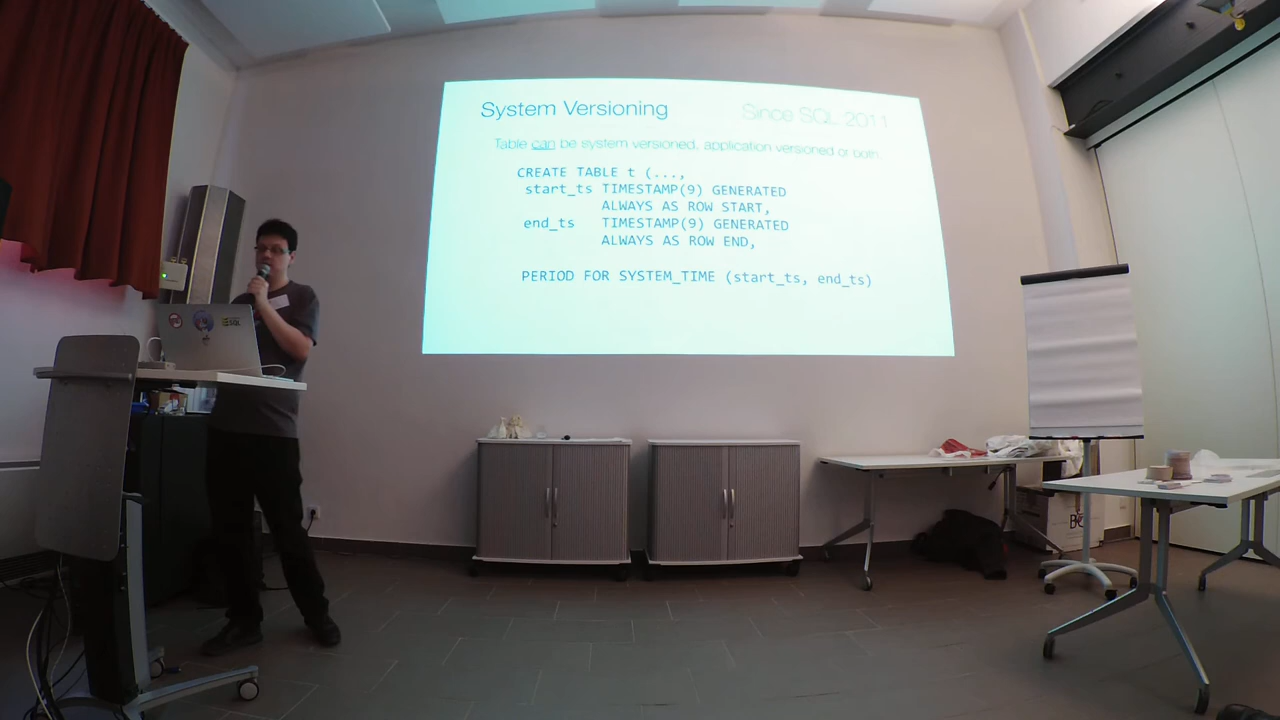 System Versioning
Since SQL 2011
Table can be system versioned, application versioned or both.
CREATE TABLE t (...,
start_ts TIMESTAMP(9) GENERATED
ALWAYS AS ROW START,
end_ts TIMESTAMP(9) GENERATED
ALWAYS AS ROW END,
PERIOD FOR SYSTEM_TIME (start_ts, end_ts)